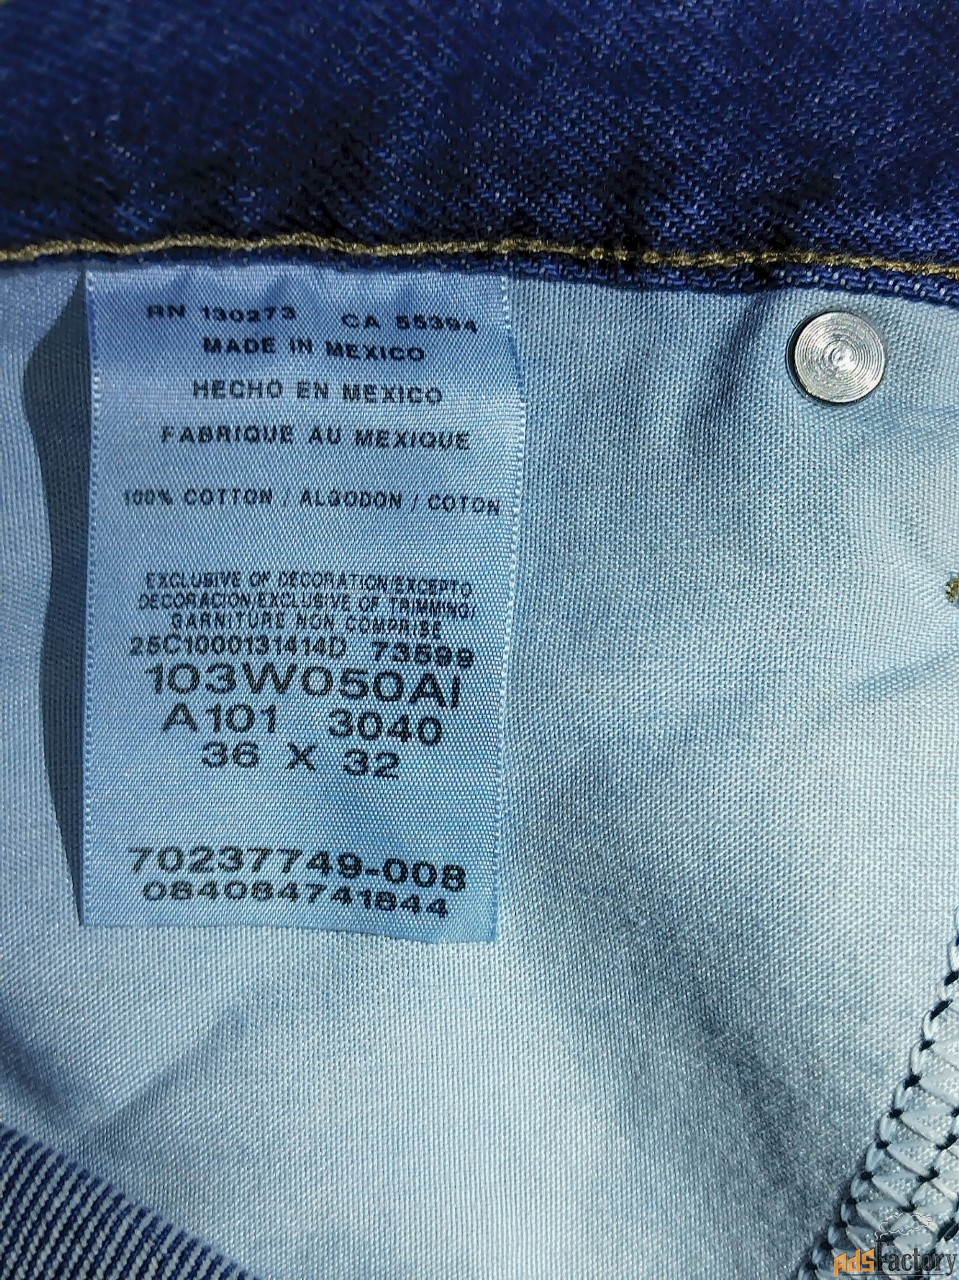 RN 130273 CA 55394
MADE IN MEXICO
HECHO EN MEXICO
FABRIQUE AU MEXIQUE
100% COTTON / ALGODON / COTON
EXCLUSIVE OF DECORATION/EXCEPTO
DECORACION/EXCLUSIVE OF TRIMMING/
GARNITURE NON COMPRISE
25C1000131414D 73599
103W050AI
A101 3040
36 X 32
70237749-008
084084741844
adsfactory